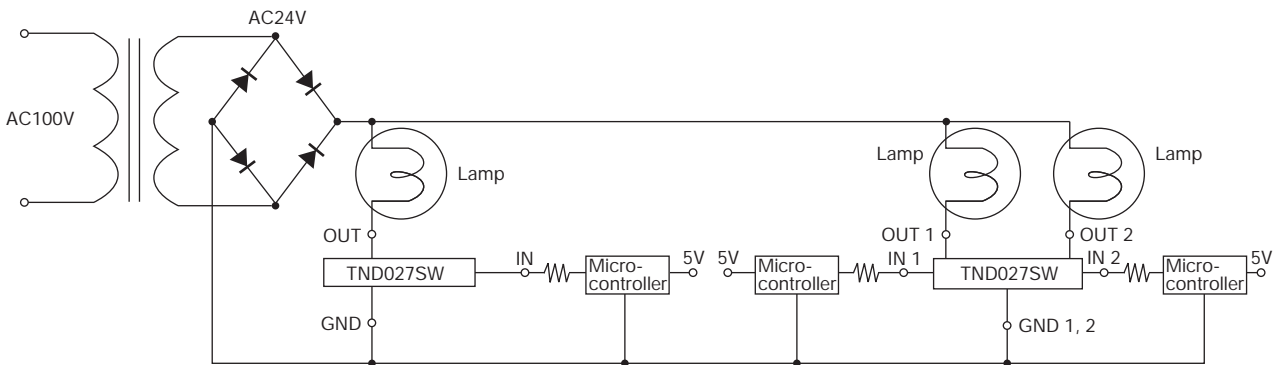 AC24V
AC100V
Lamp
Lamp
Lamp
OUT
OUT 1
OUT 2
TND027SW
IN
Micro-
controller
5V
5V
Micro-
controller
IN 1
TND027SW
IN 2
Micro-
controller
5V
GND
GND 1, 2